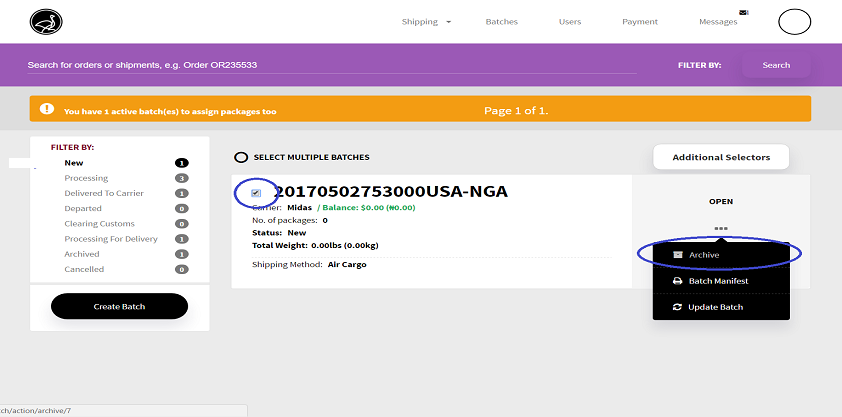 Shipping Batches Users Payment Messages
Search for orders or shipments, e.g. Order OR235533 FILTER BY: Search
You have 1 active batch(es) to assign packages too Page 1 of 1.
FILTER BY:
New 1
Processing 3
Delivered To Carrier 1
Departed 0
Clearing Customs 0
Processing For Delivery 1
Archived 1
Cancelled 0
Create Batch
SELECT MULTIPLE BATCHES
Additional Selectors
20170502753000USA-NGA
Carrier: Midas / Balance: $0.00 (₦0.00)
No. of packages: 0
Status: New
Total Weight: 0.00lbs (0.00kg)
Shipping Method: Air Cargo
OPEN
Archive
Batch Manifest
Update Batch
ch/action/archive/7